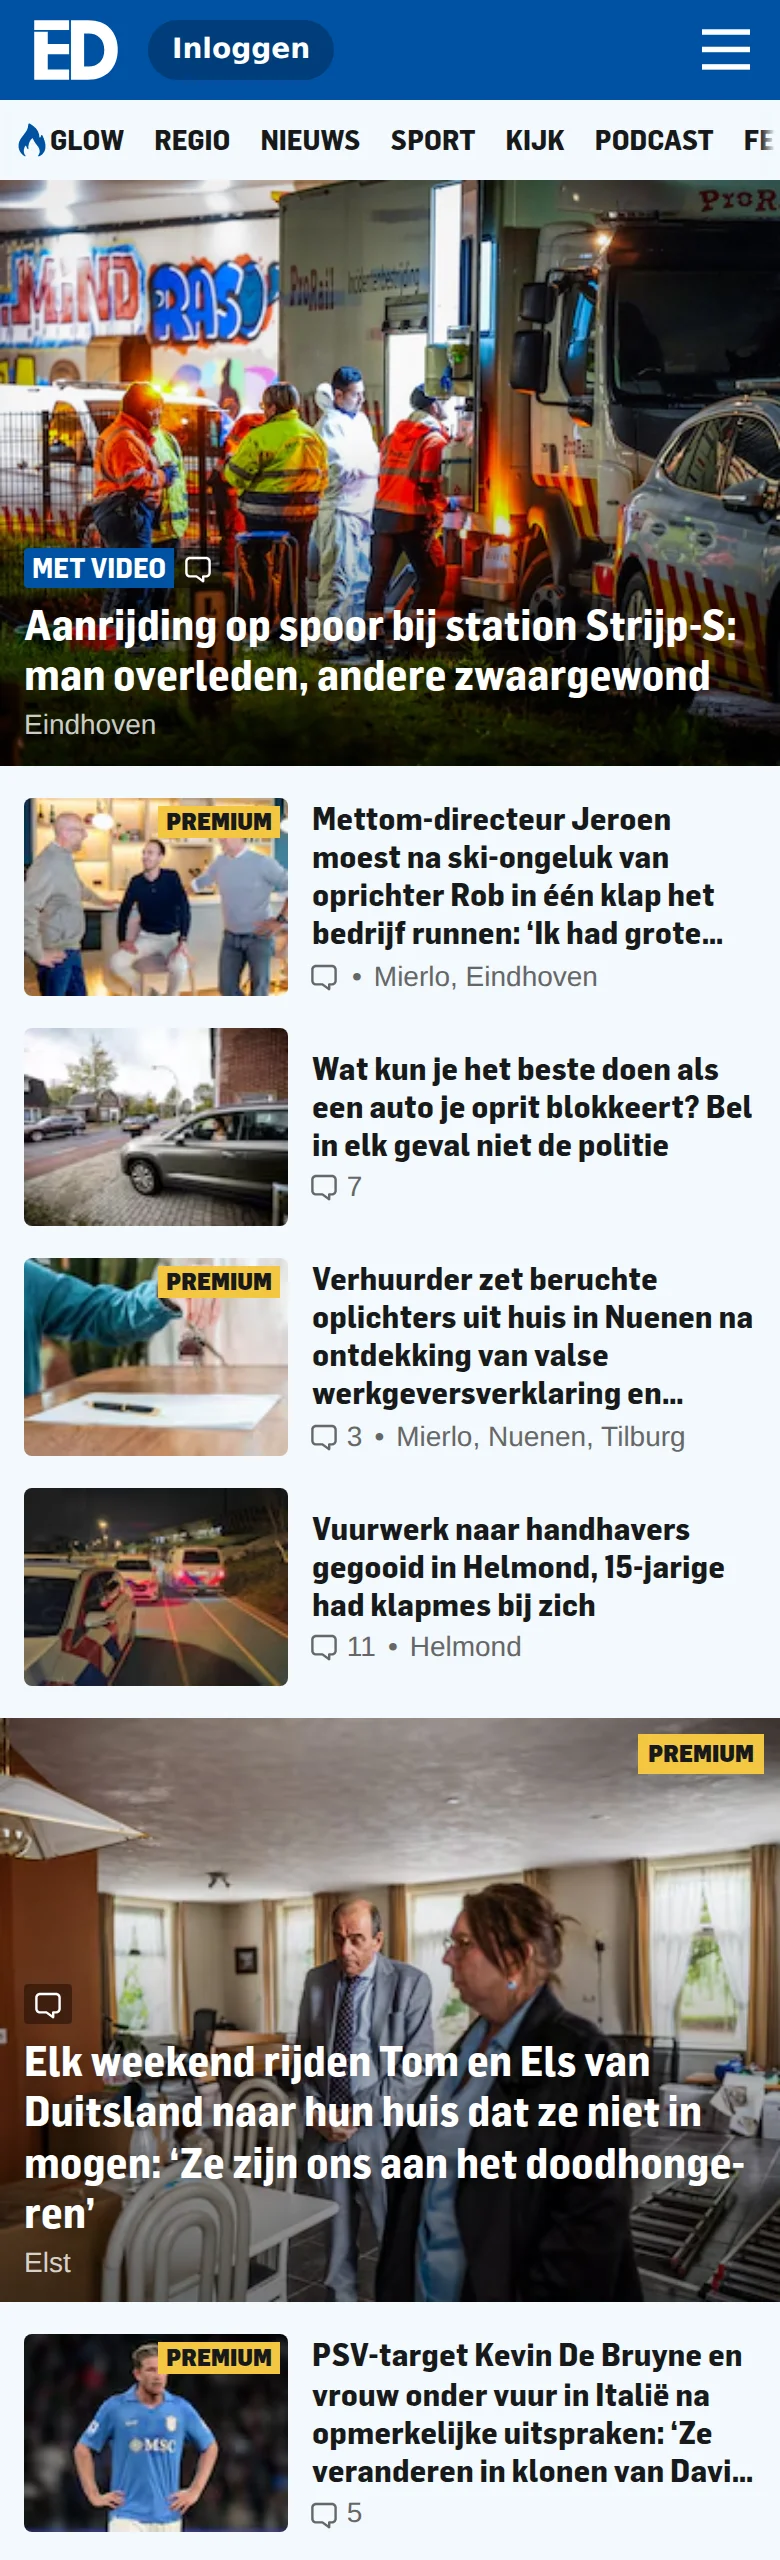 ED
Inloggen
GLOW REGIO NIEUWS SPORT KIJK PODCAST FE
ProR
MIND RASO
ProRail
MET VIDEO
Aanrijding op spoor bij station Strijp-S:
man overleden, andere zwaargewond
Eindhoven
PREMIUM
Mettom-directeur Jeroen
moest na ski-ongeluk van
oprichter Rob in één klap het
bedrijf runnen: ‘Ik had grote...
• Mierlo, Eindhoven
Wat kun je het beste doen als
een auto je oprit blokkeert? Bel
in elk geval niet de politie
7
PREMIUM
Verhuurder zet beruchte
oplichters uit huis in Nuenen na
ontdekking van valse
werkgeversverklaring en...
3 • Mierlo, Nuenen, Tilburg
Vuurwerk naar handhavers
gegooid in Helmond, 15-jarige
had klapmes bij zich
11 • Helmond
PREMIUM
Elk weekend rijden Tom en Els van
Duitsland naar hun huis dat ze niet in
mogen: ‘Ze zijn ons aan het doodhonge-
ren’
Elst
PREMIUM
MSC
PSV-target Kevin De Bruyne en
vrouw onder vuur in Italië na
opmerkelijke uitspraken: ‘Ze
veranderen in klonen van Davi...
5